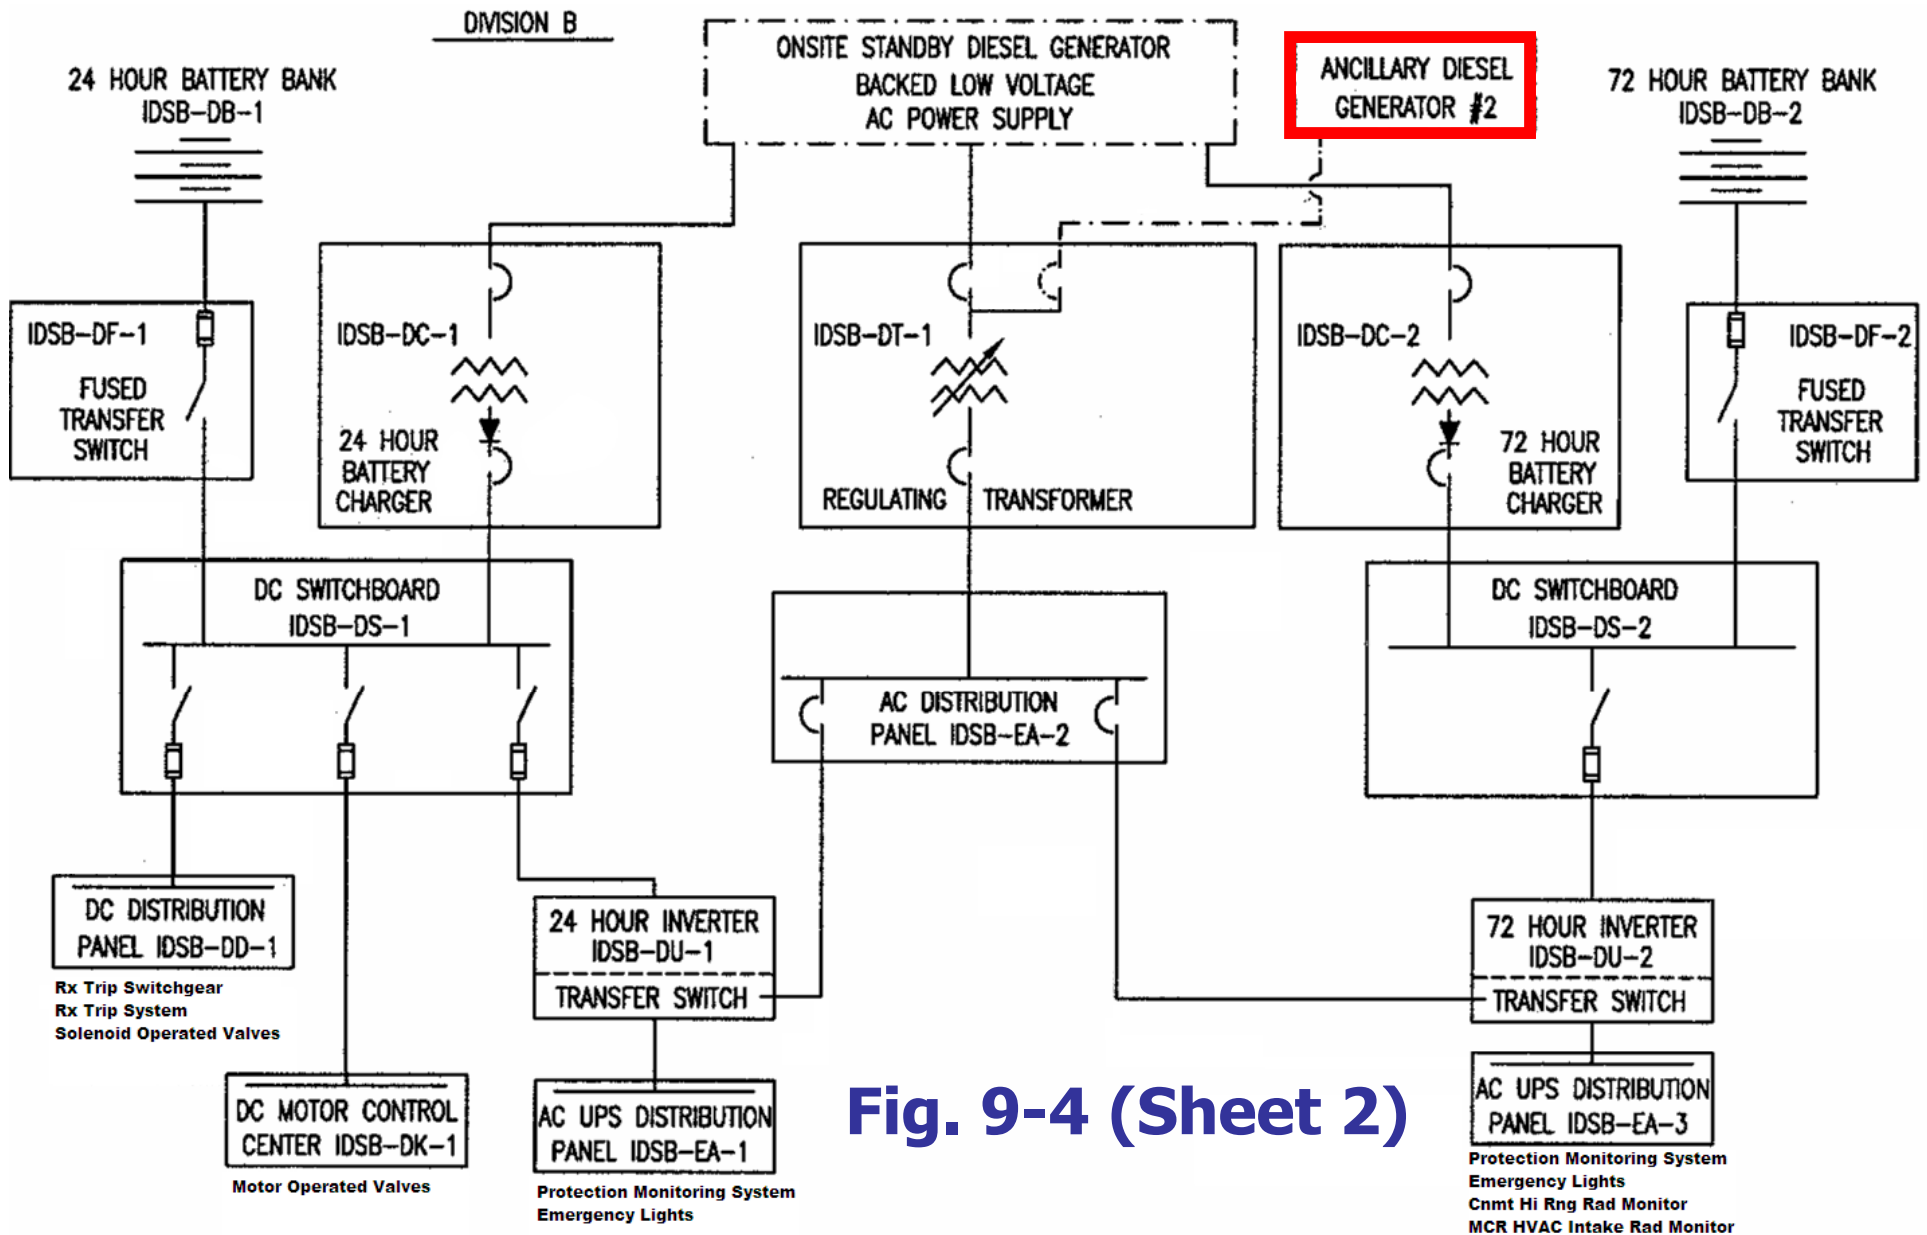 DIVISION B
24 HOUR BATTERY BANK
IDSB-DB-1
ONSITE STANDBY DIESEL GENERATOR
BACKED LOW VOLTAGE
AC POWER SUPPLY
ANCILLARY DIESEL
GENERATOR #2
72 HOUR BATTERY BANK
IDSB-DB-2
IDSB-DF-1
FUSED
TRANSFER
SWITCH
IDSB-DC-1
24 HOUR
BATTERY
CHARGER
IDSB-DT-1
REGULATING TRANSFORMER
IDSB-DC-2
72 HOUR
BATTERY
CHARGER
IDSB-DF-2
FUSED
TRANSFER
SWITCH
DC SWITCHBOARD
IDSB-DS-1
AC DISTRIBUTION
PANEL IDSB-EA-2
DC SWITCHBOARD
IDSB-DS-2
DC DISTRIBUTION
PANEL IDSB-DD-1
Rx Trip Switchgear
Rx Trip System
Solenoid Operated Valves
24 HOUR INVERTER
IDSB-DU-1
TRANSFER SWITCH
72 HOUR INVERTER
IDSB-DU-2
TRANSFER SWITCH
DC MOTOR CONTROL
CENTER IDSB-DK-1
Motor Operated Valves
AC UPS DISTRIBUTION
PANEL IDSB-EA-1
Protection Monitoring System
Emergency Lights
Fig. 9-4 (Sheet 2)
AC UPS DISTRIBUTION
PANEL IDSB-EA-3
Protection Monitoring System
Emergency Lights
Cnmt Hi Rng Rad Monitor
MCR HVAC Intake Rad Monitor